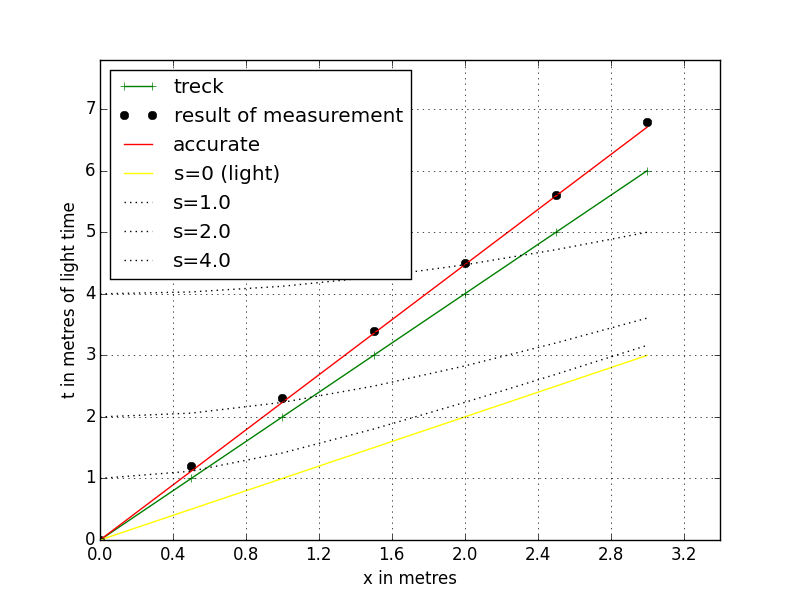 treck
result of measurement
accurate
s=0 (light)
s=1.0
s=2.0
s=4.0
7
6
5
4
3
2
1
0
0.0 0.4 0.8 1.2 1.6 2.0 2.4 2.8 3.2
t in metres of light time
x in metres